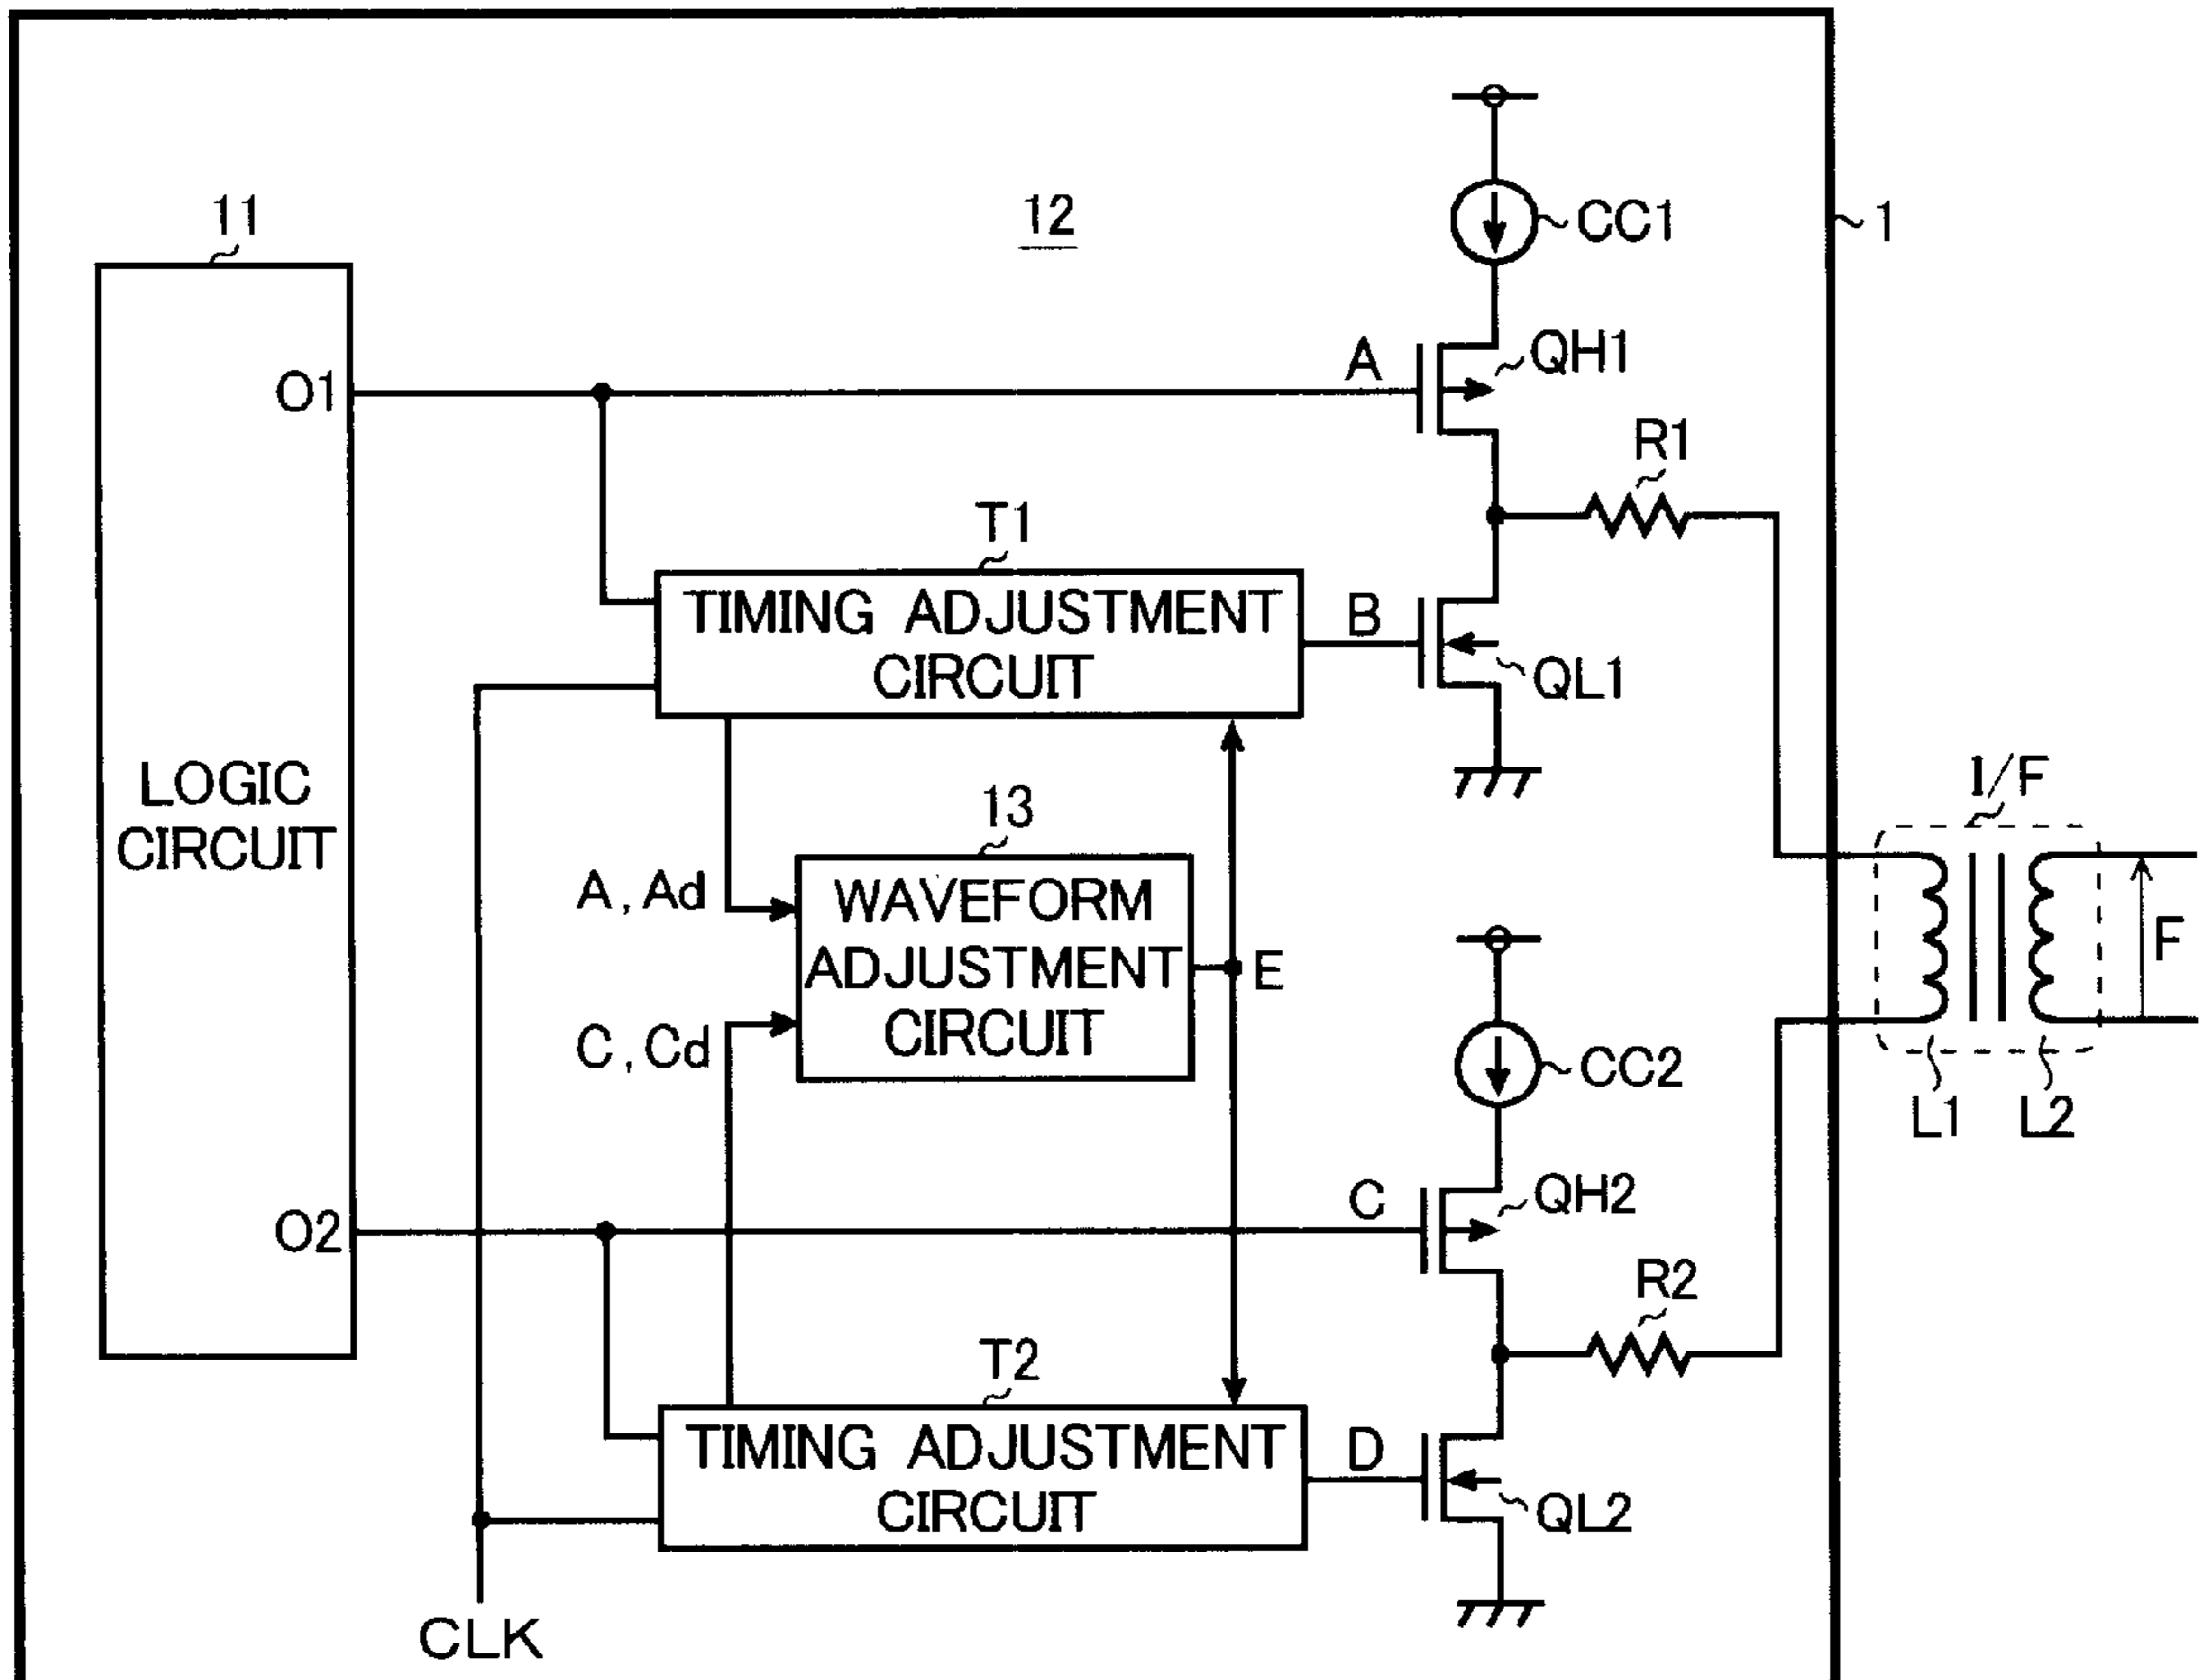 11
12
CC1
1
O1
A
QH1
R1
T1
TIMING ADJUSTMENT
CIRCUIT
B
QL1
LOGIC
CIRCUIT
13
I/F
A, Ad
WAVEFORM
ADJUSTMENT
CIRCUIT
E
F
C, Cd
CC2
L1
L2
O2
C
QH2
R2
T2
TIMING ADJUSTMENT
CIRCUIT
D
QL2
CLK